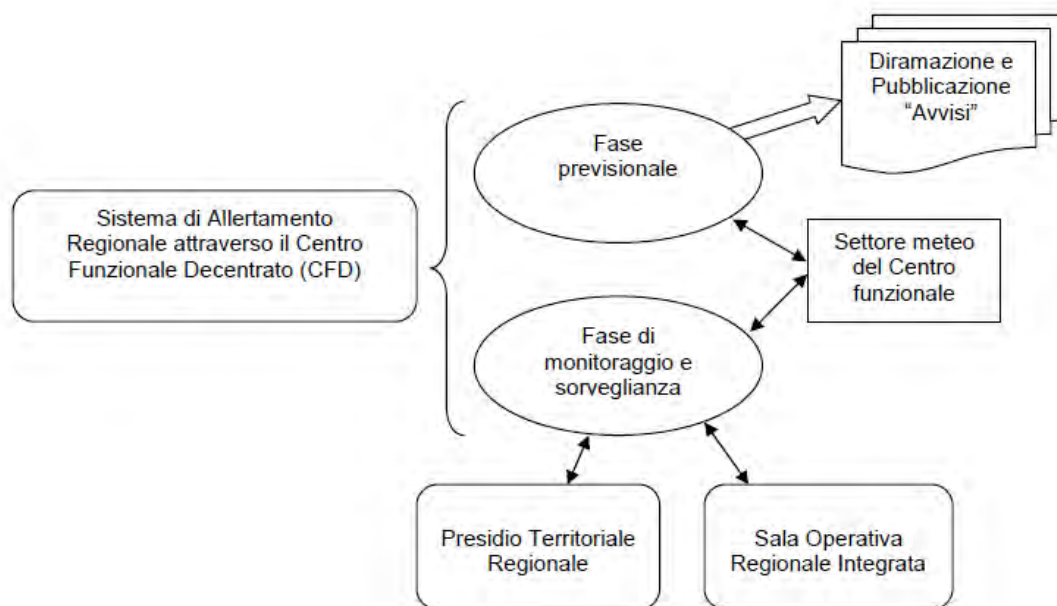 Diramazione e
Pubblicazione
“Avvisi”
Fase
previsionale
Sistema di Allertamento
Regionale attraverso il Centro
Funzionale Decentrato (CFD)
Settore meteo
del Centro
funzionale
Fase di
monitoraggio e
sorveglianza
Presidio Territoriale
Regionale
Sala Operativa
Regionale Integrata